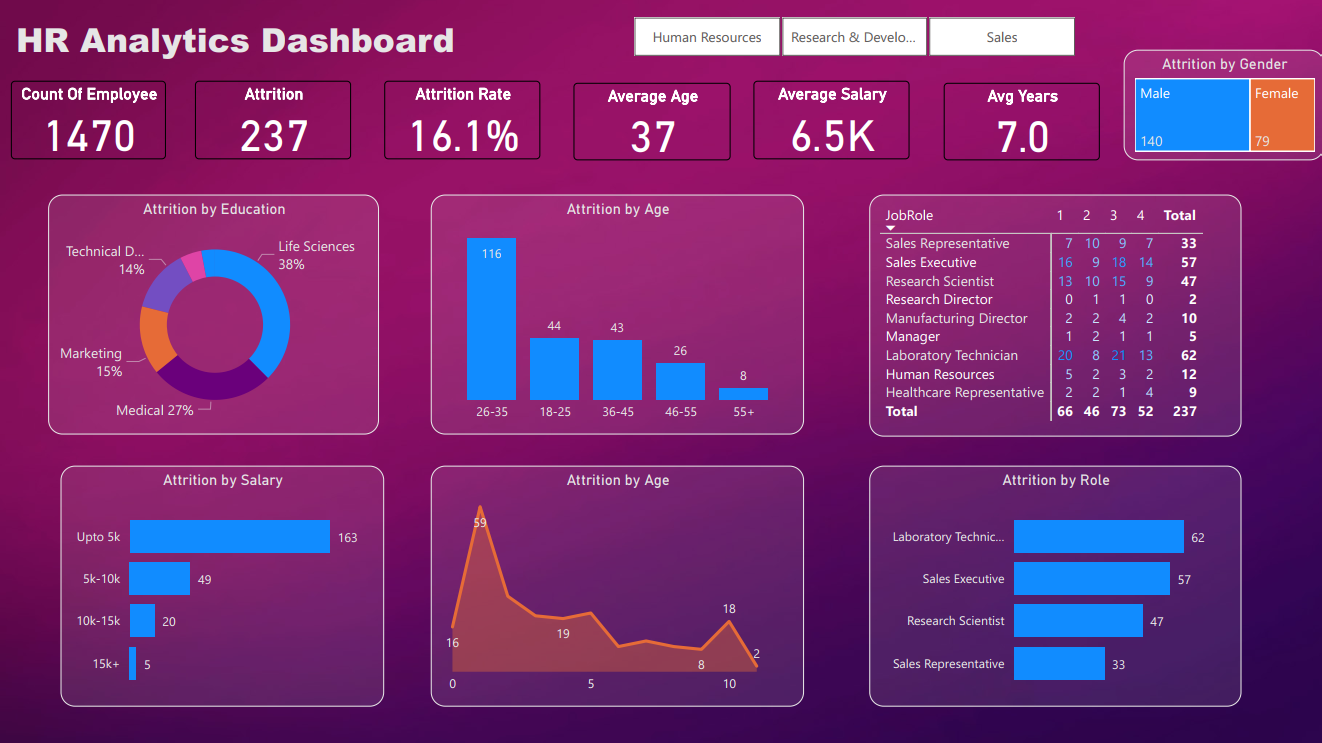 HR Analytics Dashboard
Human Resources
Research & Develo...
Sales
Count Of Employee
1470
Attrition
237
Attrition Rate
16.1%
Average Age
37
Average Salary
6.5K
Avg Years
7.0
Attrition by Gender
Male
140
Female
79
Attrition by Education
Life Sciences
38%
Technical D...
14%
Marketing
15%
Medical 27%
Attrition by Age
116
44
43
26
8
26-35 18-25 36-45 46-55 55+
JobRole 1 2 3 4 Total
Sales Representative 7 10 9 7 33
Sales Executive 16 9 18 14 57
Research Scientist 13 10 15 9 47
Research Director 0 1 1 0 2
Manufacturing Director 2 2 4 2 10
Manager 1 2 1 1 5
Laboratory Technician 20 8 21 13 62
Human Resources 5 2 3 2 12
Healthcare Representative 2 2 1 4 9
Total 66 46 73 52 237
Attrition by Salary
Upto 5k 163
5k-10k 49
10k-15k 20
15k+ 5
Attrition by Age
59
16
19
8
18
2
0 5 10
Attrition by Role
Laboratory Technic... 62
Sales Executive 57
Research Scientist 47
Sales Representative 33